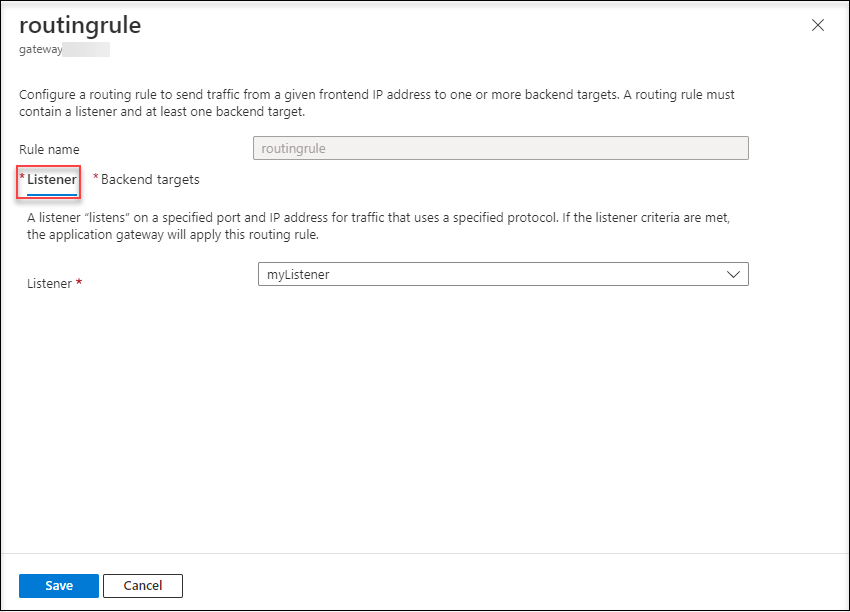 routingrule
gateway
Configure a routing rule to send traffic from a given frontend IP address to one or more backend targets. A routing rule must
contain a listener and at least one backend target.
Rule name routingrule
* Listener * Backend targets
A listener “listens” on a specified port and IP address for traffic that uses a specified protocol. If the listener criteria are met,
the application gateway will apply this routing rule.
Listener * myListener
Save Cancel